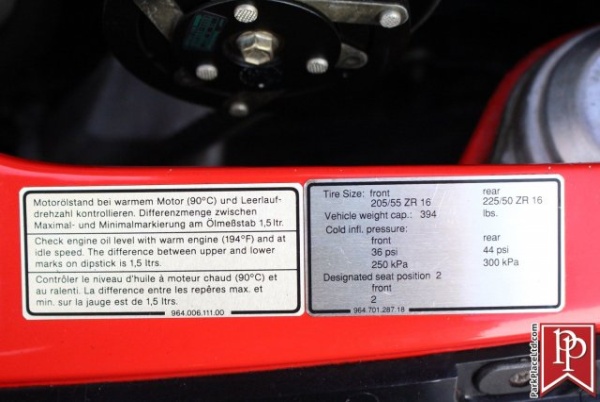 Motorölstand bei warmem Motor (90°C) und Leerlauf-
drehzahl kontrollieren. Differenzmenge zwischen
Maximal- und Minimalmarkierung am Ölmeßstab 1,5 ltr.
Check engine oil level with warm engine (194°F) and at
idle speed. The difference between upper and lower
marks on dipstick is 1,5 ltrs.
Contrôler le niveau d'huile à moteur chaud (90°C) et
au ralenti. La différence entre les repères max. et
min. sur la jauge est de 1,5 ltrs.
964.006.111.00
Tire Size: front rear
205/55 ZR 16 225/50 ZR 16
Vehicle weight cap.: 394 lbs.
Cold infl. pressure:
front rear
36 psi 44 psi
250 kPa 300 kPa
Designated seat position 2
front
2
964.701.287.18
ParkPlaceLtd.com
PP
PARK PLACE